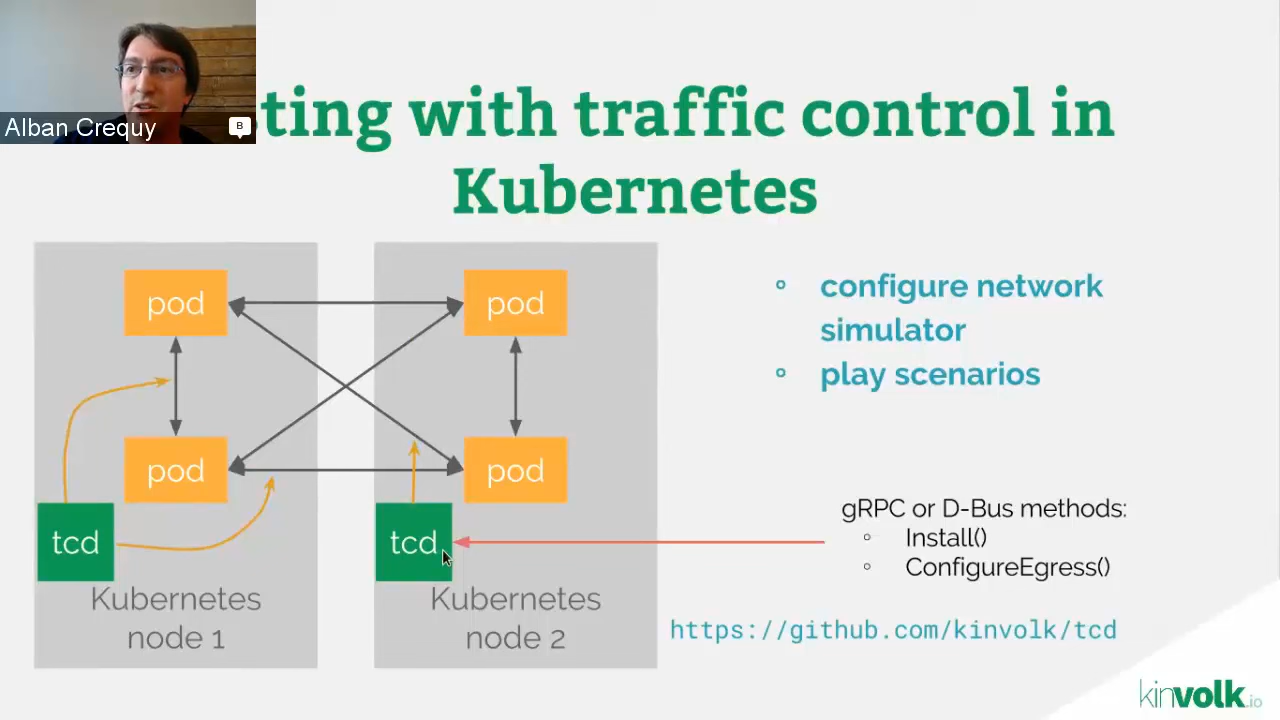 Alban Crequy
B
ting with traffic control in
Kubernetes
pod
pod
pod
pod
tcd
tcd
Kubernetes
node 1
Kubernetes
node 2
◦ configure network
simulator
◦ play scenarios
gRPC or D-Bus methods:
◦ Install()
◦ ConfigureEgress()
https://github.com/kinvolk/tcd
kinvolk.io